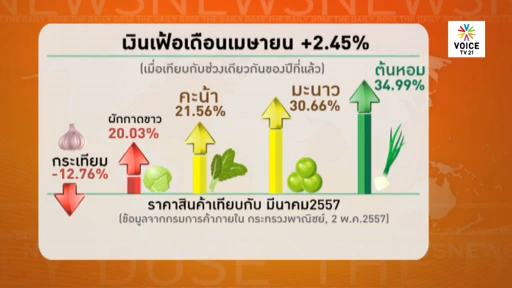 VOICE
TV 21
เงินเฟ้อเดือนเมษายน +2.45%
(เมื่อเทียบกับช่วงเดียวกันของปีที่แล้ว)
ต้นหอม
34.99%
มะนาว
30.66%
คะน้า
21.56%
ผักกาดขาว
20.03%
กระเทียม
-12.76%
ราคาสินค้าเทียบกับ มีนาคม2557
(ข้อมูลจากกรมการค้าภายใน กระทรวงพาณิชย์, 2 พ.ค.2557)